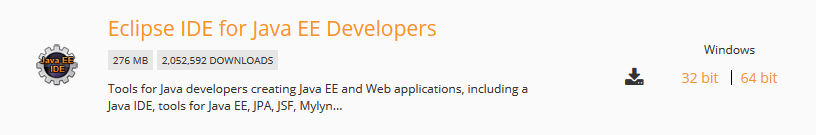 Eclipse IDE for Java EE Developers
276 MB 2,052,592 DOWNLOADS
Java EE
IDE
Tools for Java developers creating Java EE and Web applications, including a
Java IDE, tools for Java EE, JPA, JSF, Mylyn...
Windows
32 bit | 64 bit